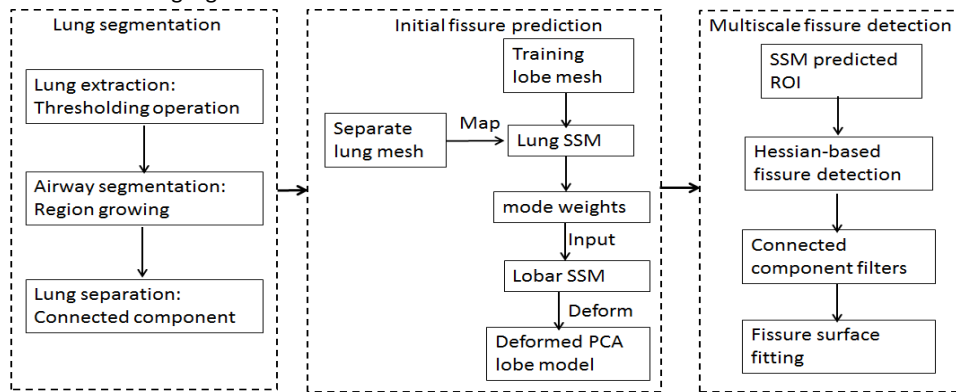 Lung segmentation
Lung extraction:
Thresholding operation
Airway segmentation:
Region growing
Lung separation:
Connected component
Initial fissure prediction
Training
lobe mesh
Separate
lung mesh
Map
Lung SSM
mode weights
Input
Lobar SSM
Deform
Deformed PCA
lobe model
Multiscale fissure detection
SSM predicted
ROI
Hessian-based
fissure detection
Connected
component filters
Fissure surface
fitting